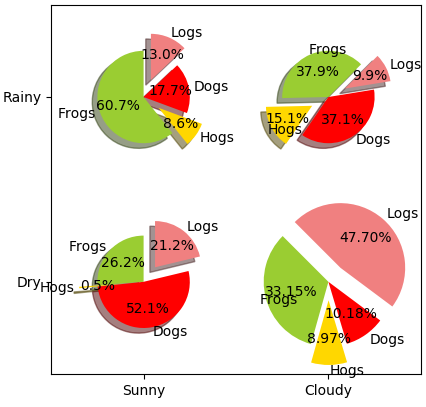 Logs
13.0%
17.7%
Dogs
60.7%
Frogs
8.6%
Hogs
Frogs
37.9%
Logs
9.9%
15.1%
Hogs
37.1%
Dogs
Rainy
Logs
21.2%
Frogs
26.2%
Hogs
0.5%
52.1%
Dogs
Logs
47.70%
33.15%
Frogs
10.18%
Dogs
8.97%
Hogs
Dry
Sunny
Cloudy